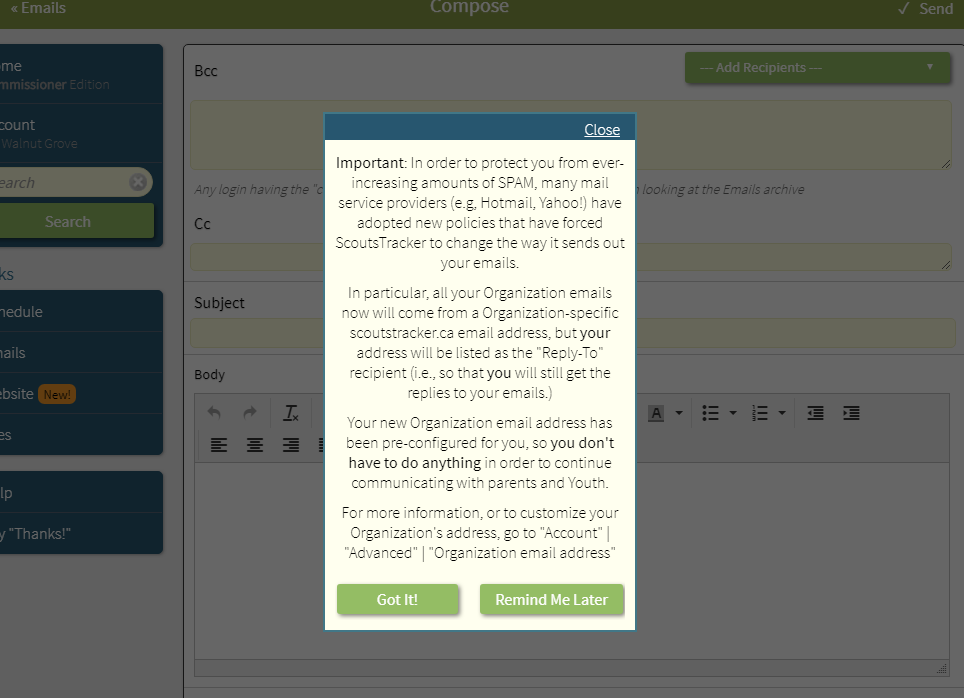 « Emails
Compose
✓ Send
ome
mmissioner Edition
count
Walnut Grove
earch
Search
ks
hedule
nails
ebsite New!
es
lp
y "Thanks!"
Bcc
--- Add Recipients ---
Any login having the "c
n looking at the Emails archive
Cc
Subject
Body
Close
Important: In order to protect you from ever-
increasing amounts of SPAM, many mail
service providers (e.g, Hotmail, Yahoo!) have
adopted new policies that have forced
ScoutsTracker to change the way it sends out
your emails.
In particular, all your Organization emails
now will come from a Organization-specific
scoutstracker.ca email address, but your
address will be listed as the "Reply-To"
recipient (i.e., so that you will still get the
replies to your emails.)
Your new Organization email address has
been pre-configured for you, so you don't
have to do anything in order to continue
communicating with parents and Youth.
For more information, or to customize your
Organization's address, go to "Account" |
"Advanced" | "Organization email address"
Got It!
Remind Me Later